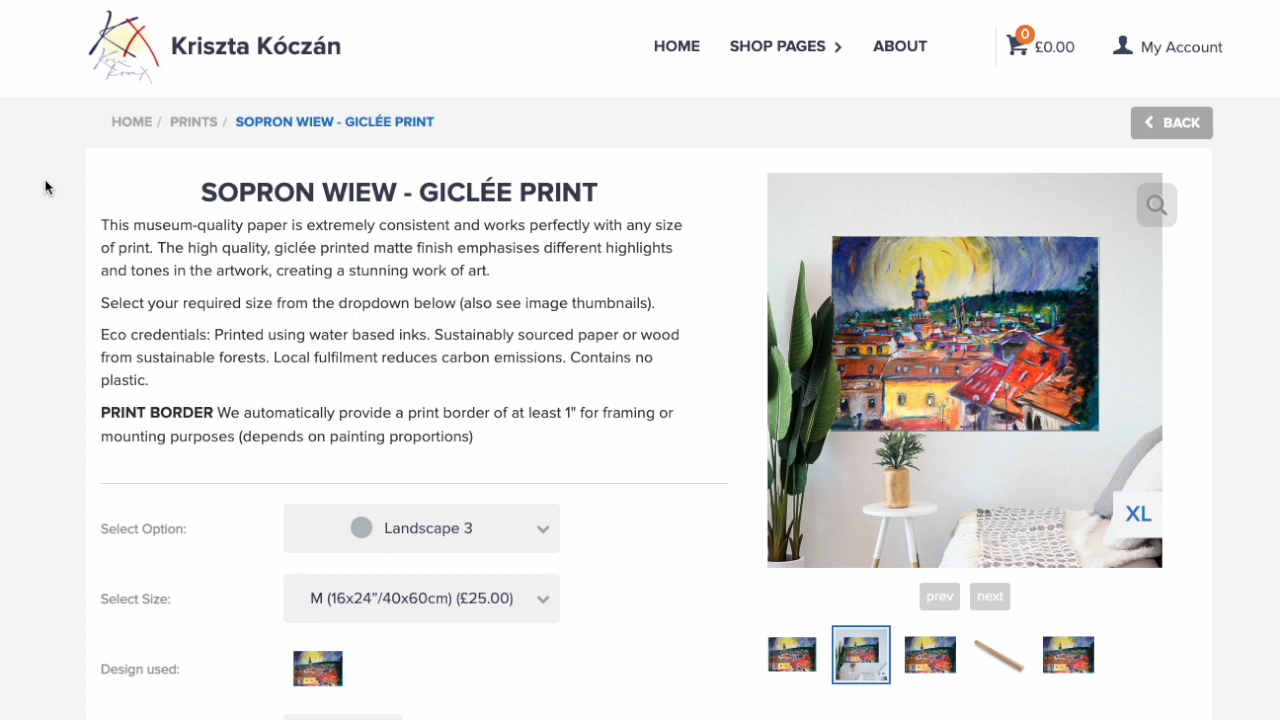 Kriszta Kóczán
HOME
SHOP PAGES
ABOUT
0
£0.00
My Account
HOME / PRINTS / SOPRON WIEW - GICLÉE PRINT
BACK
SOPRON WIEW - GICLÉE PRINT
This museum-quality paper is extremely consistent and works perfectly with any size
of print. The high quality, giclée printed matte finish emphasises different highlights
and tones in the artwork, creating a stunning work of art.
Select your required size from the dropdown below (also see image thumbnails).
Eco credentials: Printed using water based inks. Sustainably sourced paper or wood
from sustainable forests. Local fulfilment reduces carbon emissions. Contains no
plastic.
PRINT BORDER We automatically provide a print border of at least 1" for framing or
mounting purposes (depends on painting proportions)
Select Option:
Landscape 3
Select Size:
M (16x24"/40x60cm) (£25.00)
Design used:
XL
prev
next